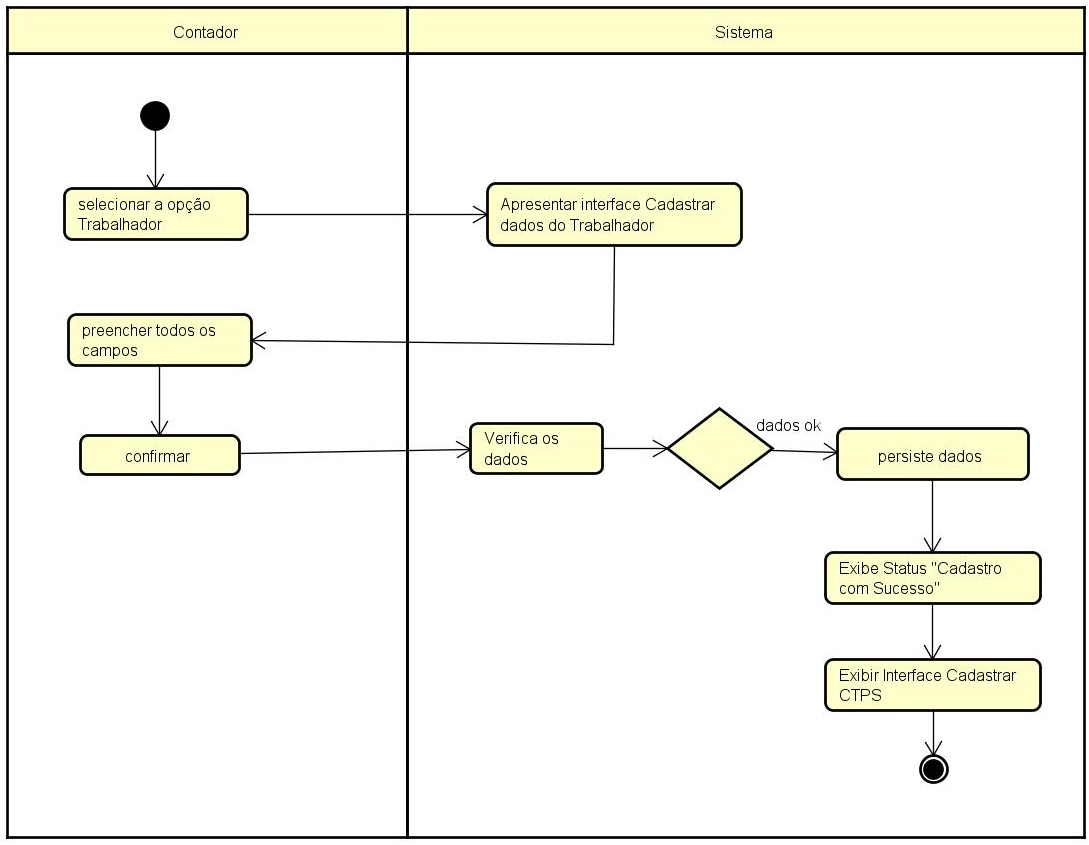 Contador
Sistema
selecionar a opção
Trabalhador
Apresentar interface Cadastrar
dados do Trabalhador
preencher todos os
campos
confirmar
Verifica os
dados
dados ok
persiste dados
Exibe Status "Cadastro
com Sucesso"
Exibir Interface Cadastrar
CTPS